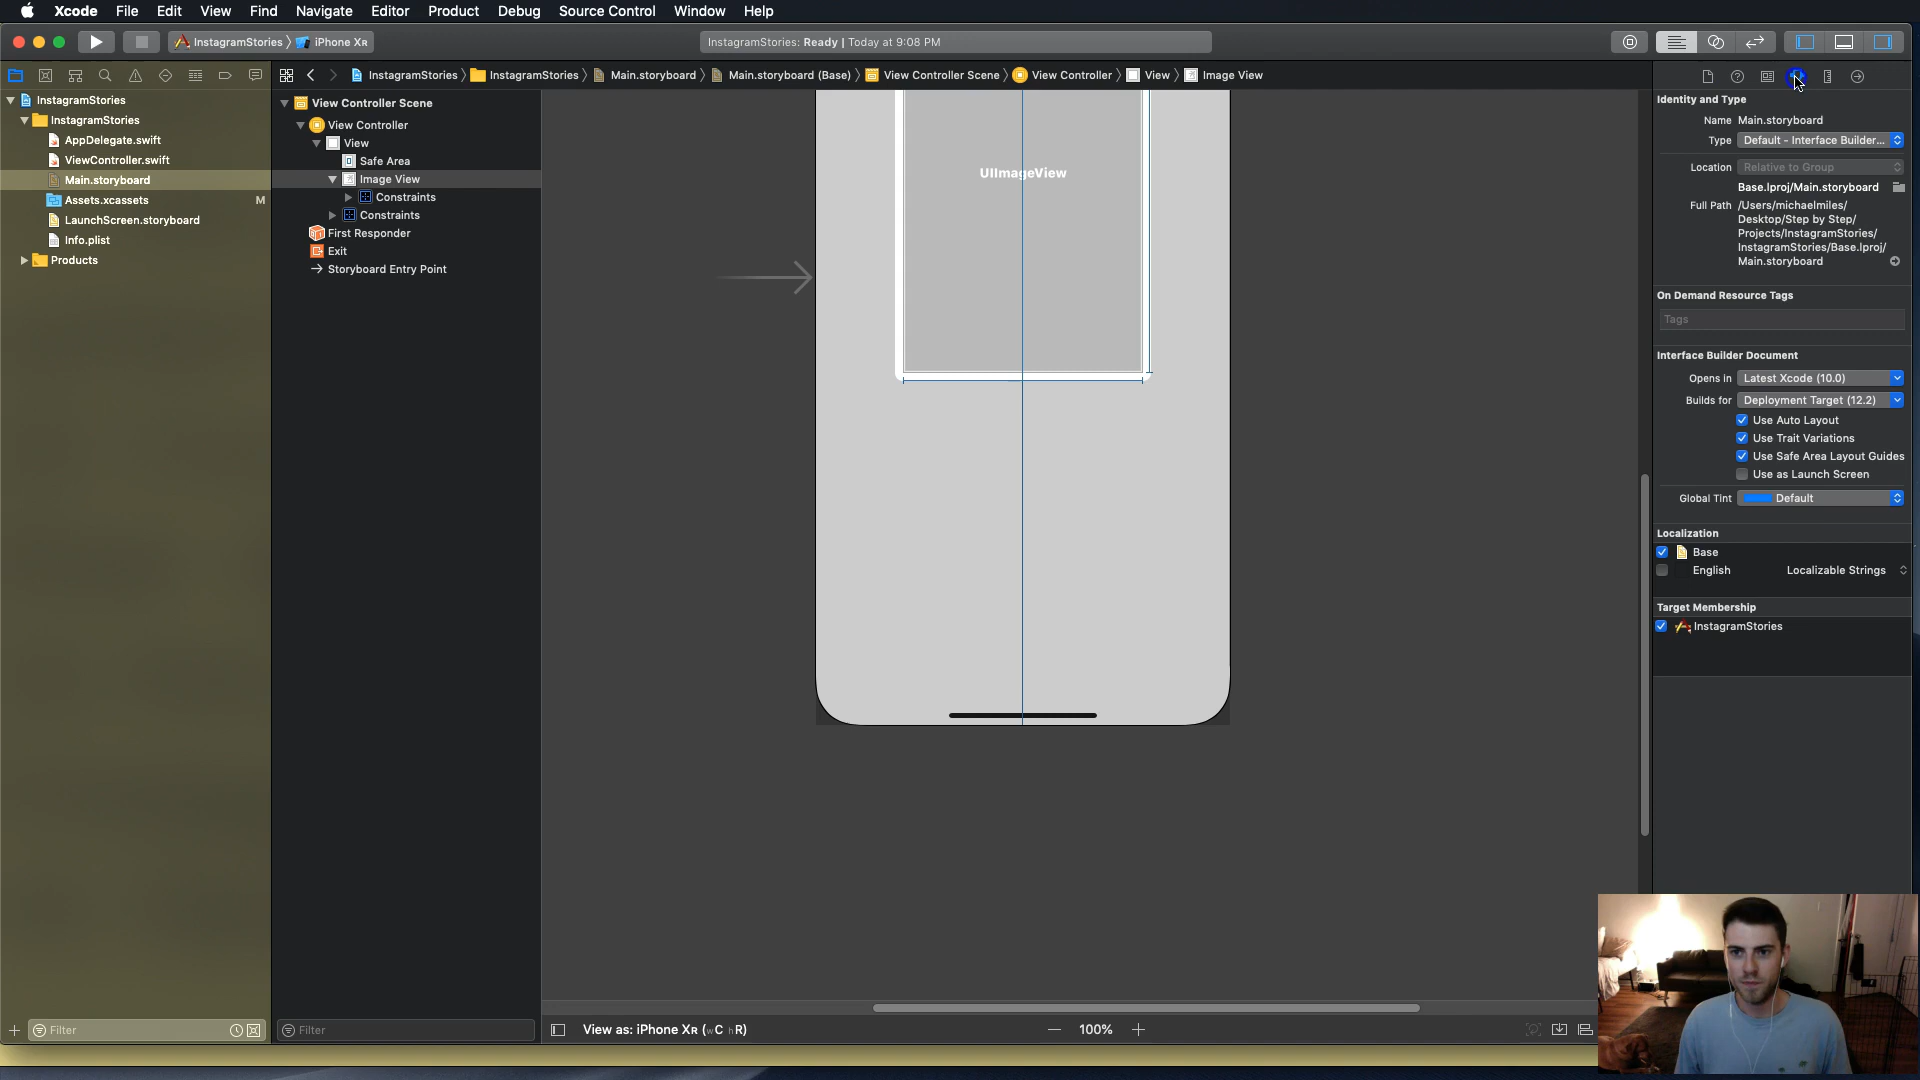 Xcode File Edit View Find Navigate Editor Product Debug Source Control Window Help
InstagramStories iPhone XR
InstagramStories: Ready | Today at 9:08 PM
InstagramStories InstagramStories Main.storyboard Main.storyboard (Base) View Controller Scene View Controller View Image View
InstagramStories
InstagramStories
AppDelegate.swift
ViewController.swift
Main.storyboard
Assets.xcassets M
LaunchScreen.storyboard
Info.plist
Products
View Controller Scene
View Controller
View
Safe Area
Image View
Constraints
Constraints
First Responder
Exit
Storyboard Entry Point
UIImageView
Identity and Type
Name Main.storyboard
Type Default - Interface Builder...
Location Relative to Group
Base.lproj/Main.storyboard
Full Path /Users/michaelmiles/
Desktop/Step by Step/
Projects/InstagramStories/
InstagramStories/Base.lproj/
Main.storyboard
On Demand Resource Tags
Tags
Interface Builder Document
Opens in Latest Xcode (10.0)
Builds for Deployment Target (12.2)
Use Auto Layout
Use Trait Variations
Use Safe Area Layout Guides
Use as Launch Screen
Global Tint Default
Localization
Base
English Localizable Strings
Target Membership
InstagramStories
Filter
Filter
View as: iPhone XR (wC hR)
100%